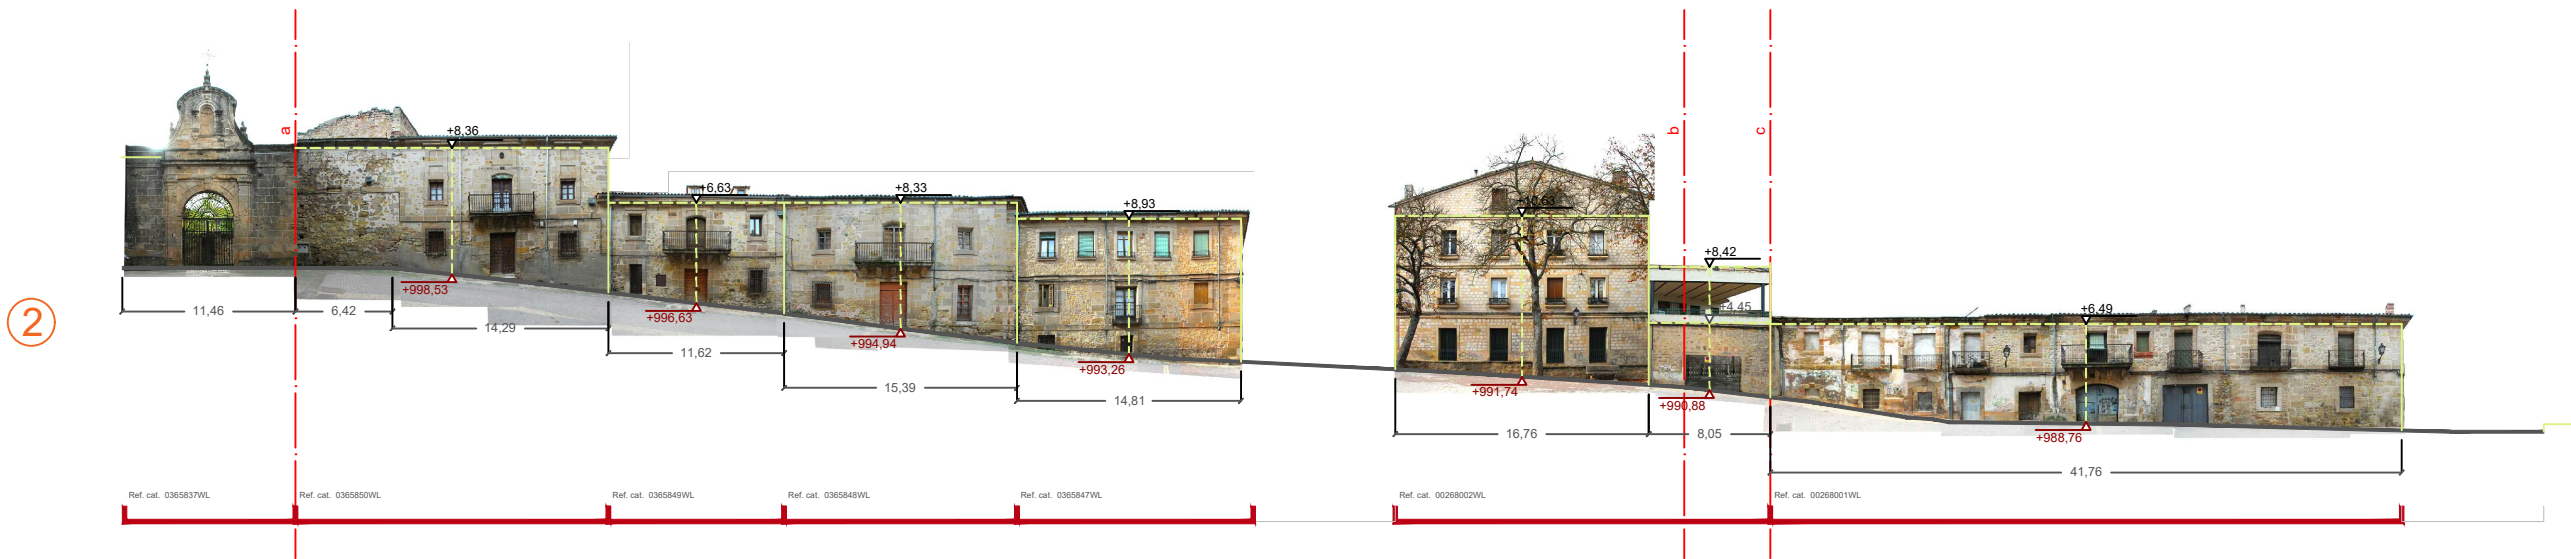 2
a
b
c
+8,36
+6,63
+8,33
+8,93
+10,63
+8,42
+4,45
+6,49
+998,53
+996,63
+994,94
+993,26
+991,74
+990,88
+988,76
11,46
6,42
14,29
11,62
15,39
14,81
16,76
8,05
41,76
Ref. cat. 0365837WL
Ref. cat. 0365850WL
Ref. cat. 0365849WL
Ref. cat. 0365848WL
Ref. cat. 0365847WL
Ref. cat. 00268002WL
Ref. cat. 00268001WL